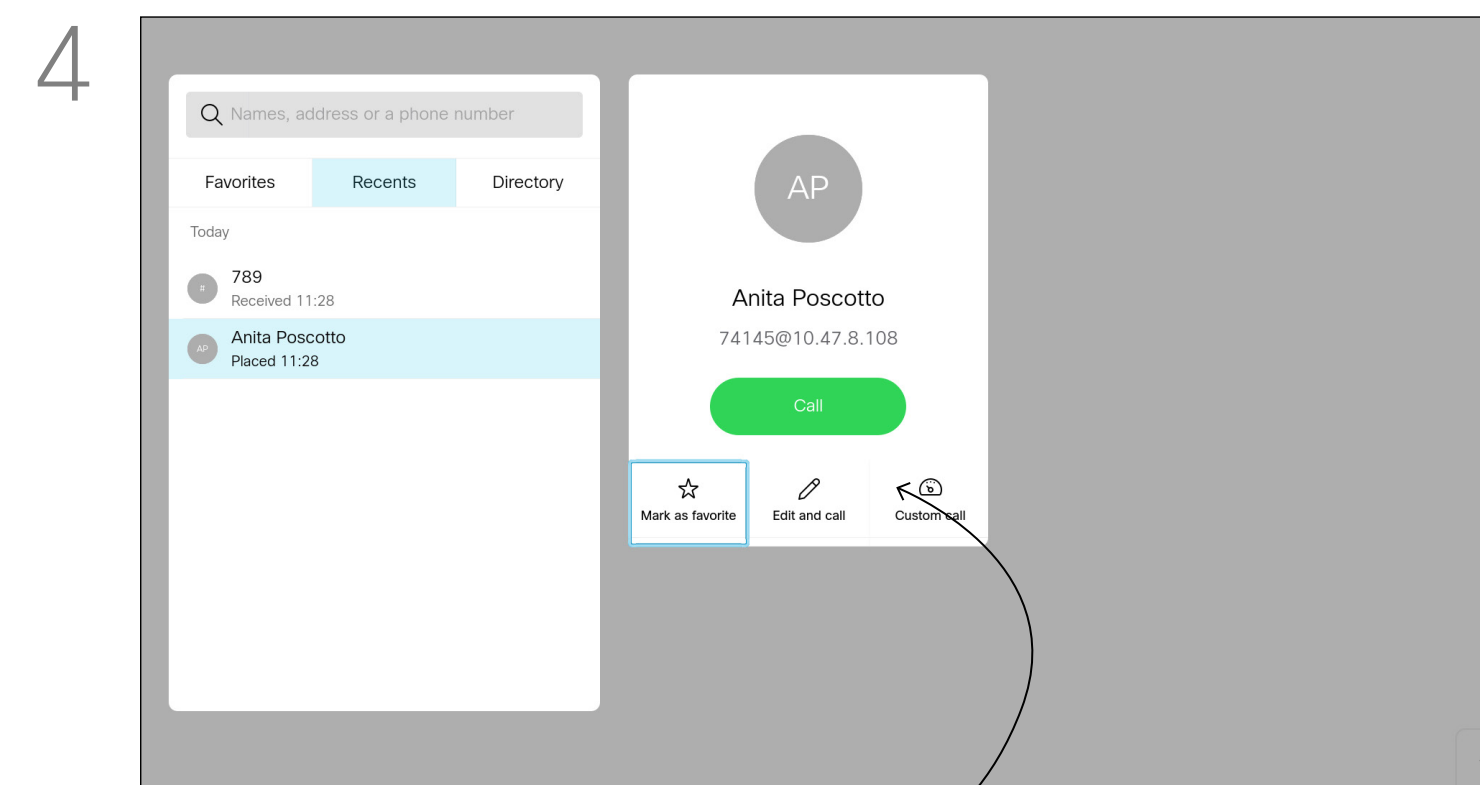 4
Names, address or a phone number
Favorites Recents Directory
Today
#
789
Received 11:28
AP
Anita Poscotto
Placed 11:28
AP
Anita Poscotto
74145@10.47.8.108
Call
Mark as favorite Edit and call Custom call